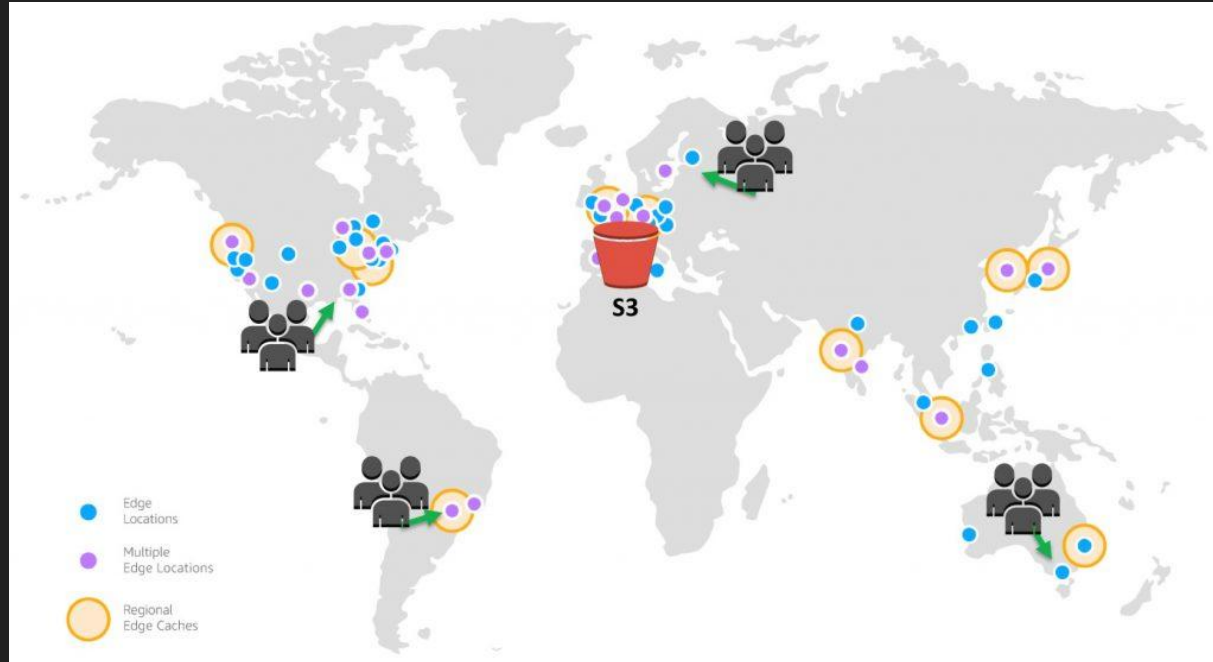 S3
Edge
Locations
Multiple
Edge Locations
Regional
Edge Caches